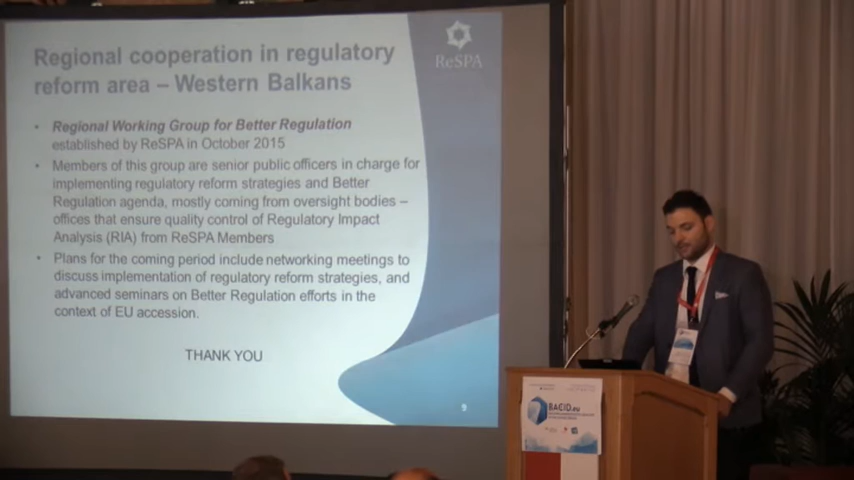 Regional cooperation in regulatory
reform area – Western Balkans
ReSPA
• Regional Working Group for Better Regulation
established by ReSPA in October 2015
• Members of this group are senior public officers in charge for
implementing regulatory reform strategies and Better
Regulation agenda, mostly coming from oversight bodies –
offices that ensure quality control of Regulatory Impact
Analysis (RIA) from ReSPA Members
• Plans for the coming period include networking meetings to
discuss implementation of regulatory reform strategies, and
advanced seminars on Better Regulation efforts in the
context of EU accession.
THANK YOU
9
BACID.eu